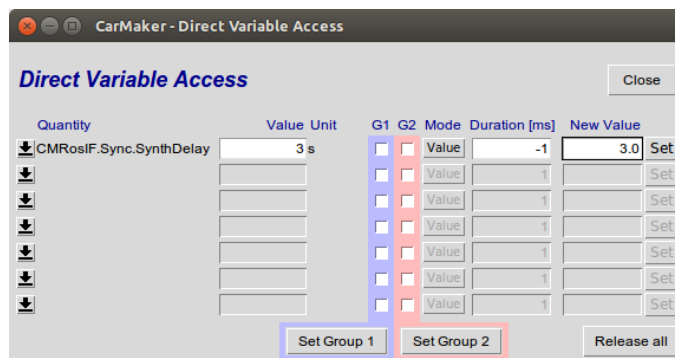 CarMaker - Direct Variable Access
Direct Variable Access
Close
Quantity Value Unit G1 G2 Mode Duration [ms] New Value
CMRosIF.Sync.SynthDelay 3 s Value -1 3.0 Set
Value 1 Set
Value 1 Set
Value 1 Set
Value 1 Set
Value 1 Set
Value 1 Set
Set Group 1 Set Group 2 Release all